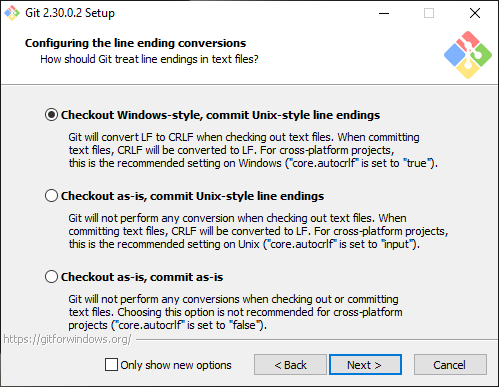 Git 2.30.0.2 Setup
Configuring the line ending conversions
How should Git treat line endings in text files?
Checkout Windows-style, commit Unix-style line endings
Git will convert LF to CRLF when checking out text files. When committing
text files, CRLF will be converted to LF. For cross-platform projects,
this is the recommended setting on Windows ("core.autocrlf" is set to "true").
Checkout as-is, commit Unix-style line endings
Git will not perform any conversion when checking out text files. When
committing text files, CRLF will be converted to LF. For cross-platform projects,
this is the recommended setting on Unix ("core.autocrlf" is set to "input").
Checkout as-is, commit as-is
Git will not perform any conversions when checking out or committing
text files. Choosing this option is not recommended for cross-platform
projects ("core.autocrlf" is set to "false").
https://gitforwindows.org/
Only show new options
< Back
Next >
Cancel